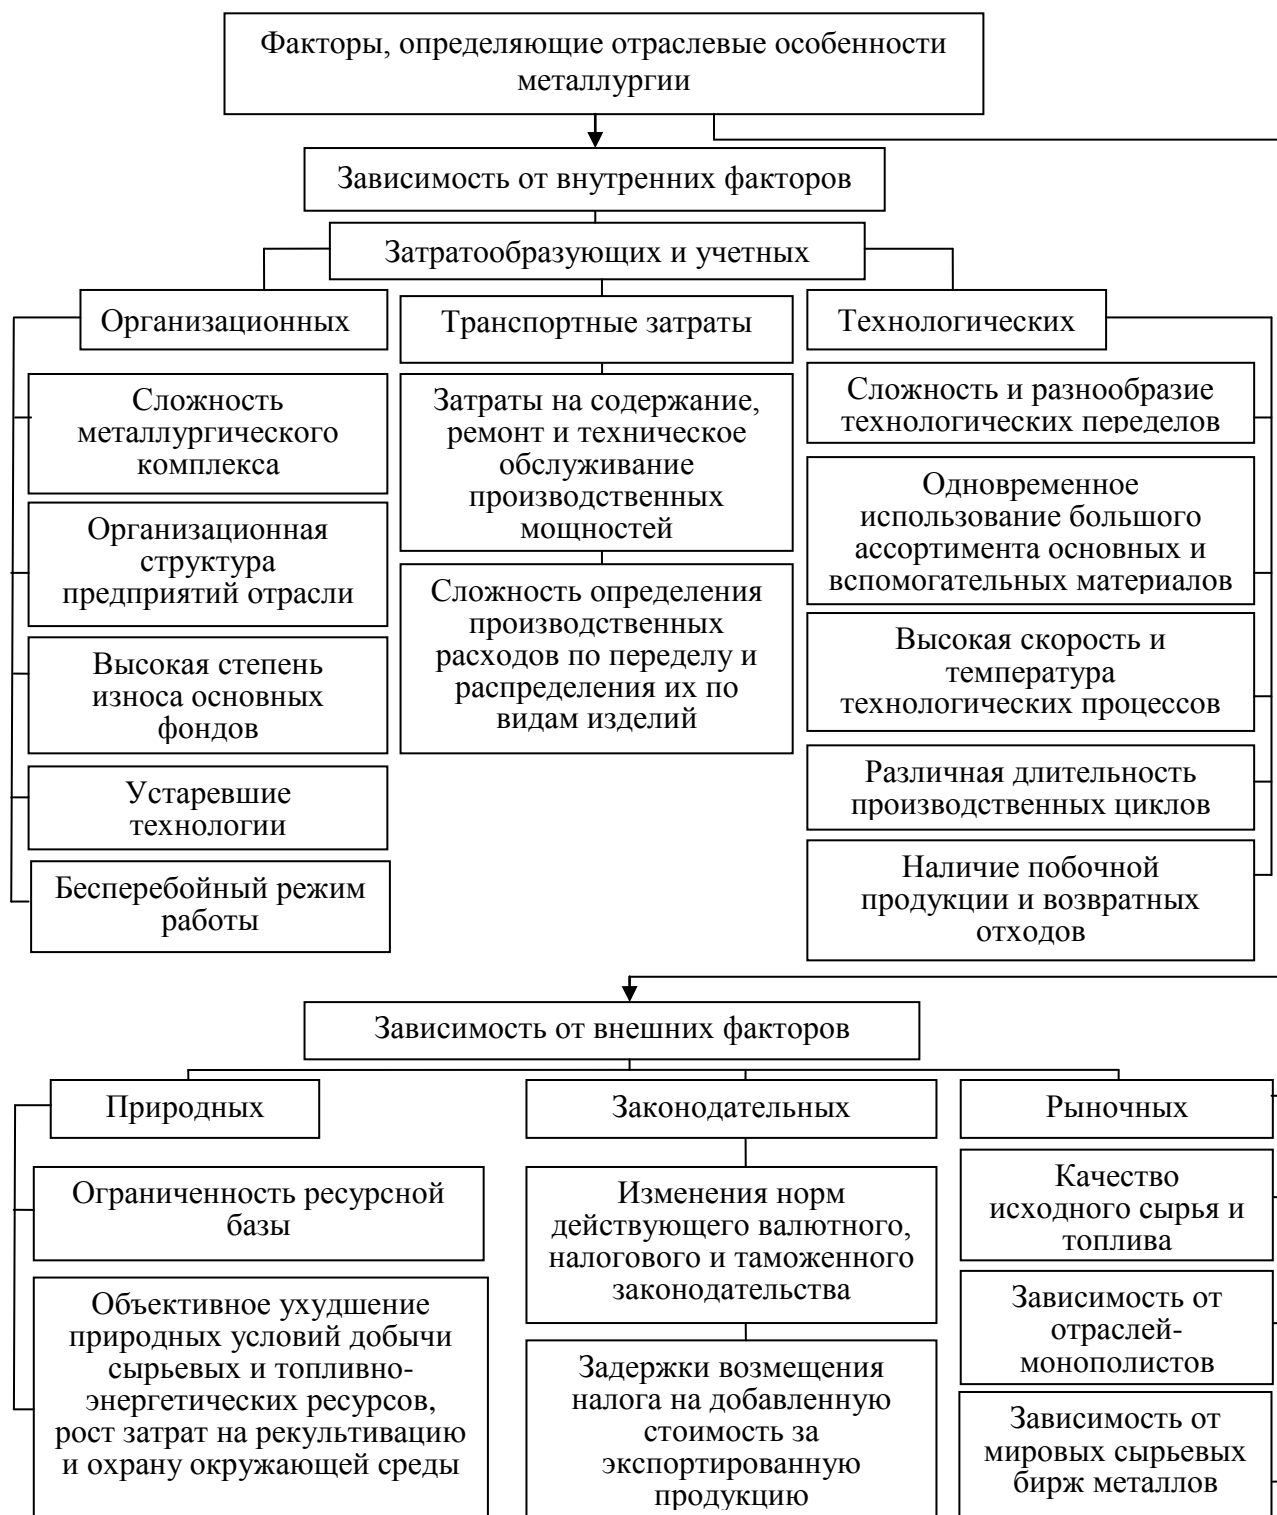 Факторы, определяющие отраслевые особенности
металлургии
Зависимость от внутренних факторов
Затратообразующих и учетных
Организационных
Сложность
металлургического
комплекса
Организационная
структура
предприятий отрасли
Высокая степень
износа основных
фондов
Устаревшие
технологии
Бесперебойный режим
работы
Транспортные затраты
Затраты на содержание,
ремонт и техническое
обслуживание
производственных
мощностей
Сложность определения
производственных
расходов по переделу и
распределения их по
видам изделий
Технологических
Сложность и разнообразие
технологических переделов
Одновременное
использование большого
ассортимента основных и
вспомогательных материалов
Высокая скорость и
температура
технологических процессов
Различная длительность
производственных циклов
Наличие побочной
продукции и возвратных
отходов
Зависимость от внешних факторов
Природных
Ограниченность ресурсной
базы
Объективное ухудшение
природных условий добычи
сырьевых и топливно-
энергетических ресурсов,
рост затрат на рекультивацию
и охрану окружающей среды
Законодательных
Изменения норм
действующего валютного,
налогового и таможенного
законодательства
Задержки возмещения
налога на добавленную
стоимость за
экспортированную
продукцию
Рыночных
Качество
исходного сырья и
топлива
Зависимость от
отраслей-
монополистов
Зависимость от
мировых сырьевых
бирж металлов